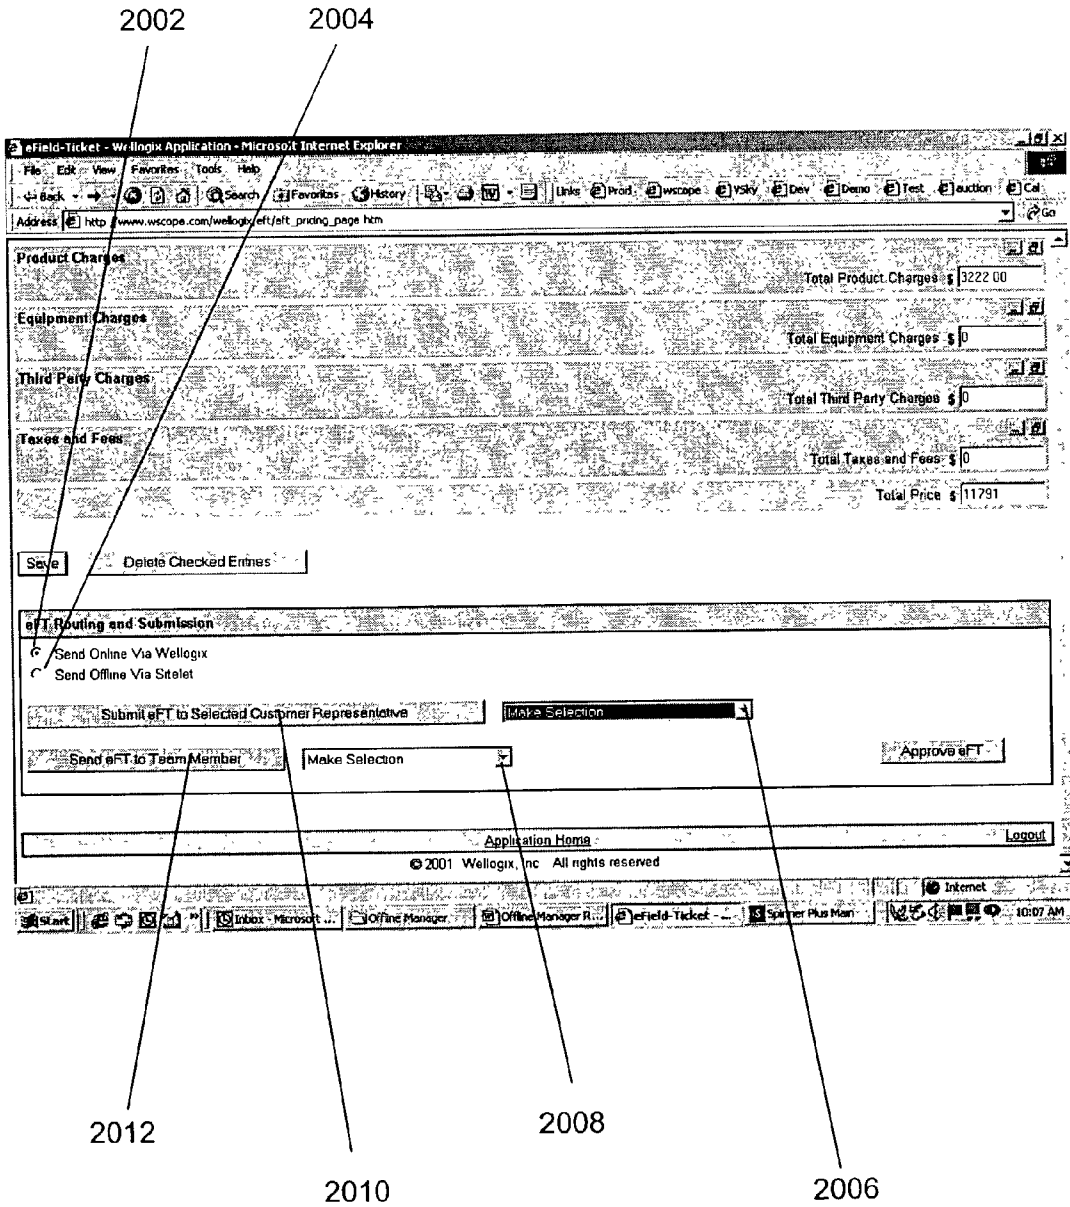 2002 2004
eField-Ticket - Wellogix Application - Microsoft Internet Explorer
File Edit View Favorites Tools Help
Back Search Favorites History Links Prod wscope VSky Dev Demo Test auction Cal
Address http://www.wscope.com/wellogix/eft/eft_pricing_page htm Go
Product Charges
Total Product Charges $ 3222 00
Equipment Charges
Total Equipment Charges $ 0
Third Party Charges
Total Third Party Charges $ 0
Taxes and Fees
Total Taxes and Fees $ 0
Total Price $ 11791
Save Delete Checked Entries
eFT Routing and Submission
Send Online Via Wellogix
Send Offline Via Sitelet
Submit eFT to Selected Customer Representative Make Selection
Send eFT to Team Member Make Selection Approve eFT
Application Home Logout
© 2001 Wellogix, Inc All rights reserved
Internet
Start Inbox - Microsoft ... Offline Manager Offline Manager R... eField-Ticket - ... Spinner Plus Main 10:07 AM
2012 2008
2010 2006